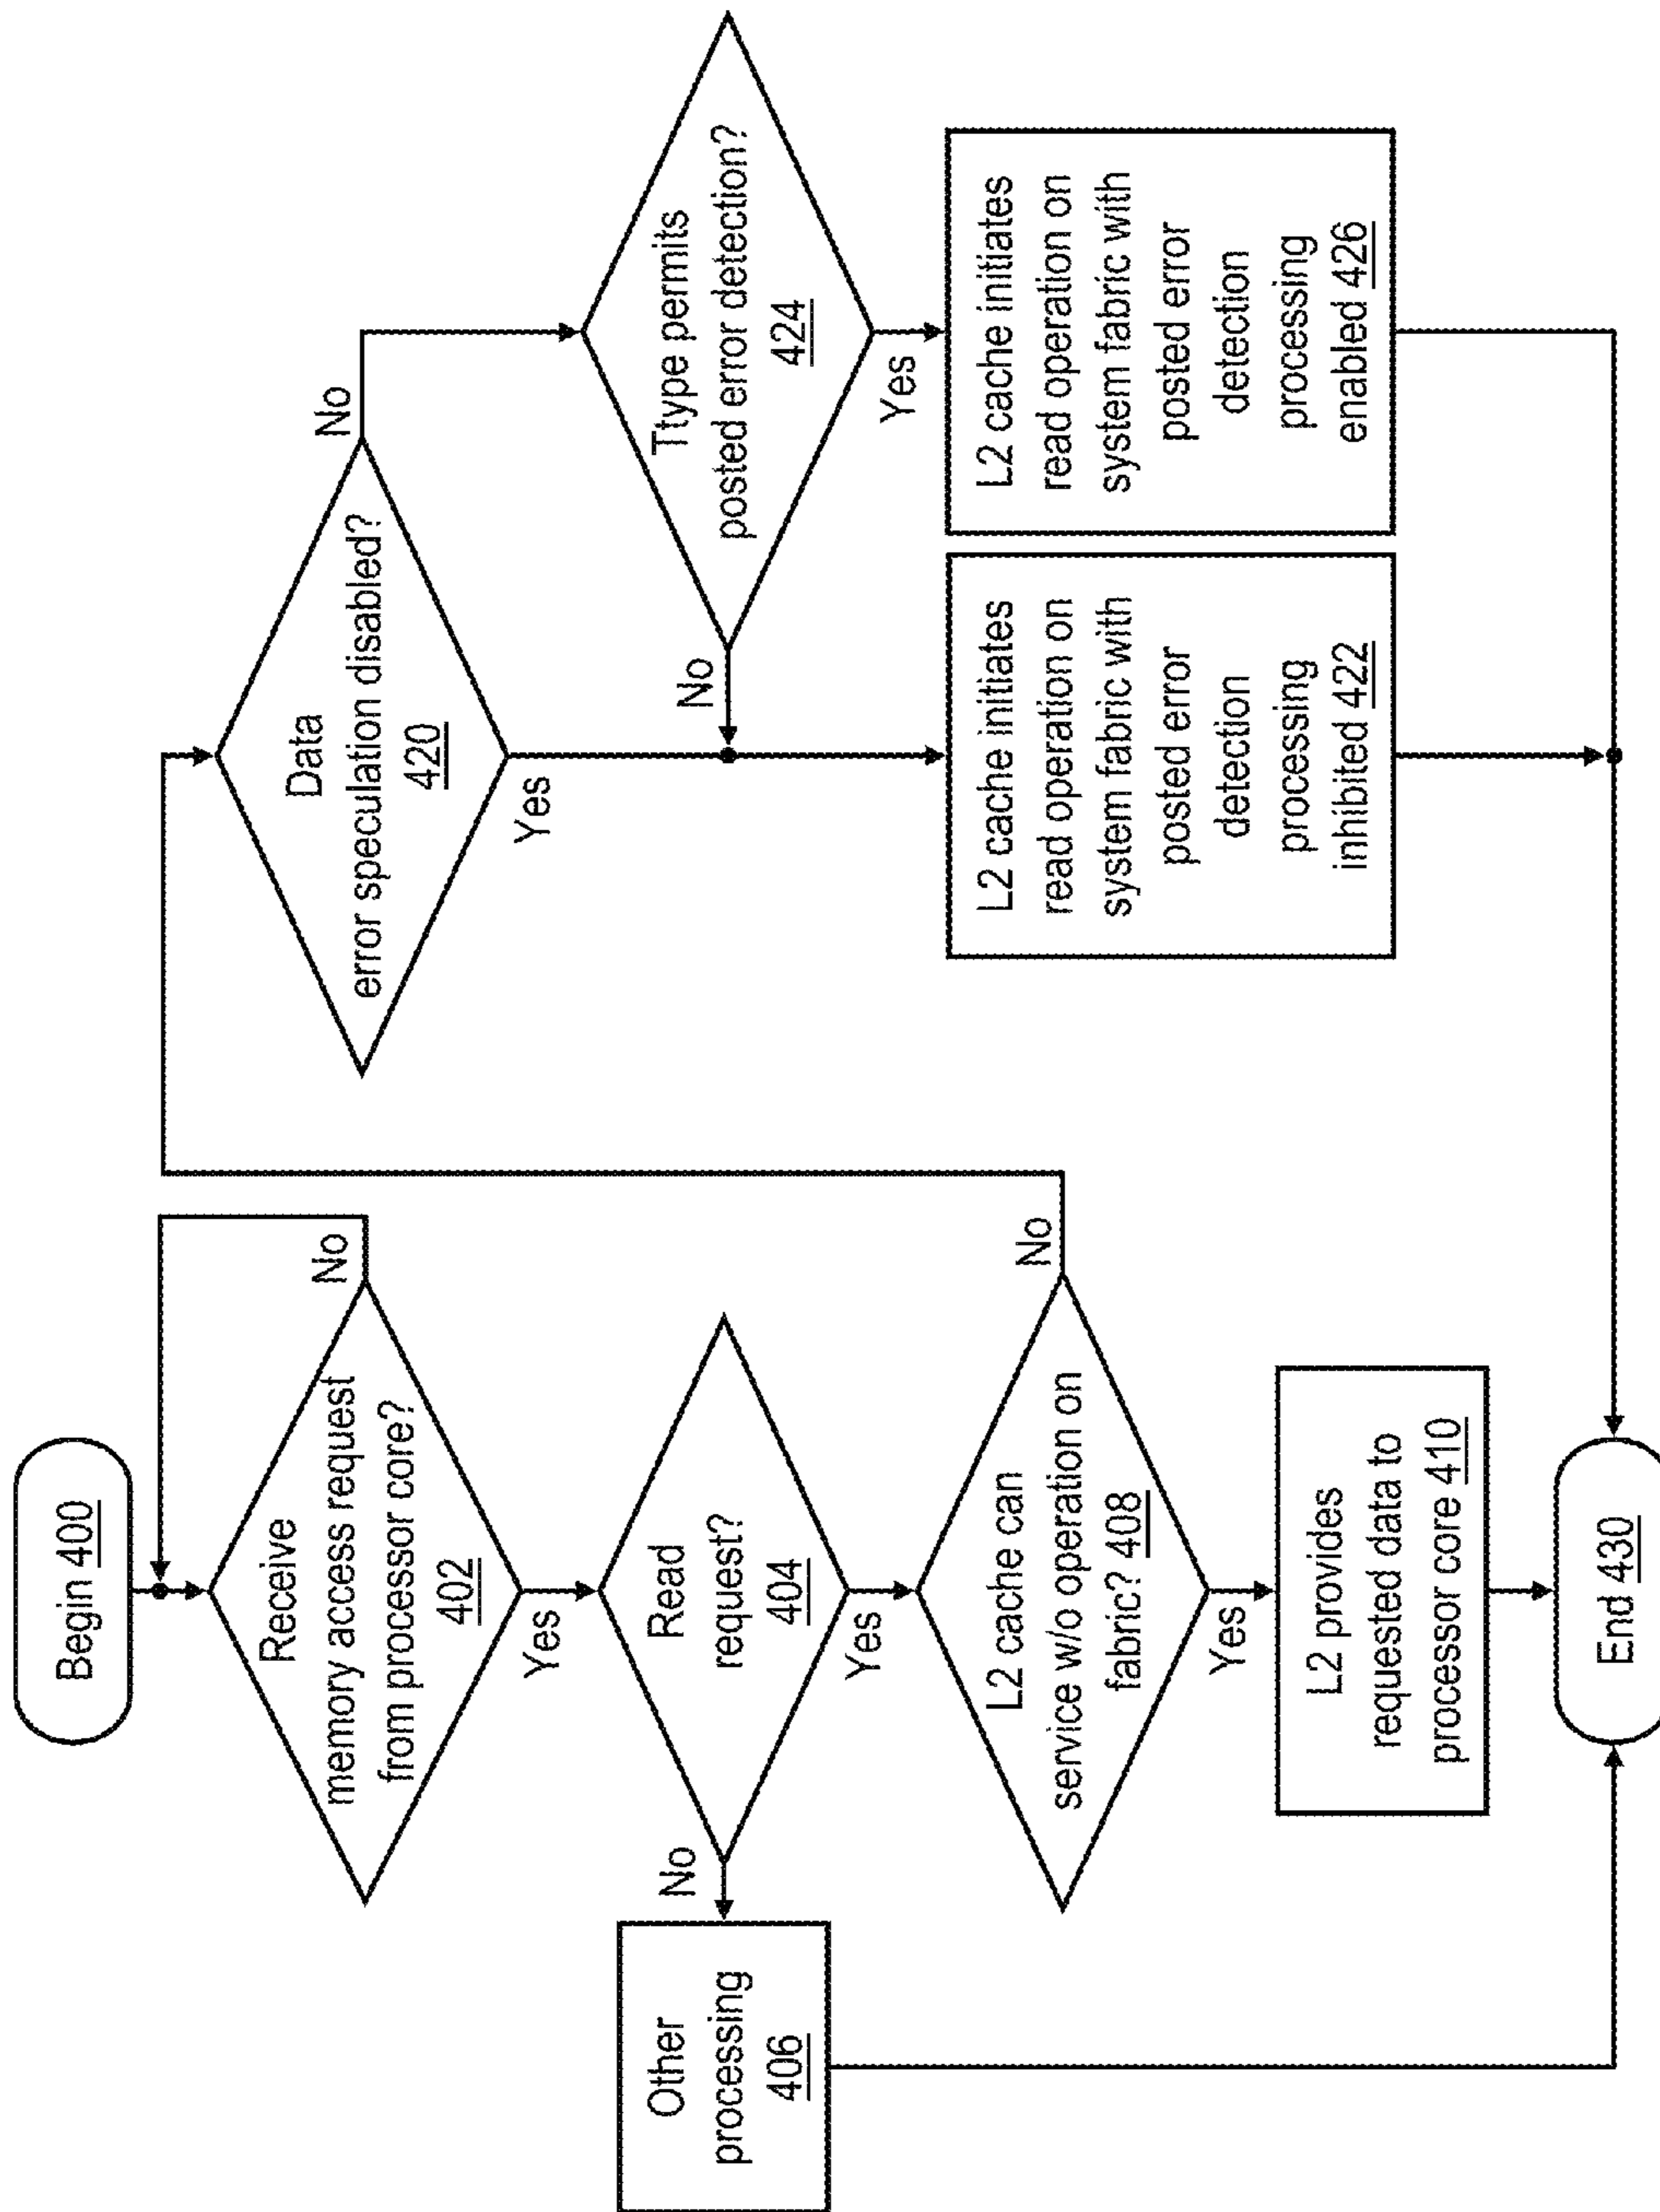 Begin 400
Receive
memory access request
from processor core?
402
No
Yes
Read
request?
404
No
Yes
Other
processing
406
L2 cache can
service w/o operation on
fabric? 408
No
Yes
L2 provides
requested data to
processor core 410
End 430
Data
error speculation disabled?
420
No
Yes
Ttype permits
posted error detection?
424
No
Yes
L2 cache initiates
read operation on
system fabric with
posted error
detection
processing
inhibited 422
L2 cache initiates
read operation on
system fabric with
posted error
detection
processing
enabled 426